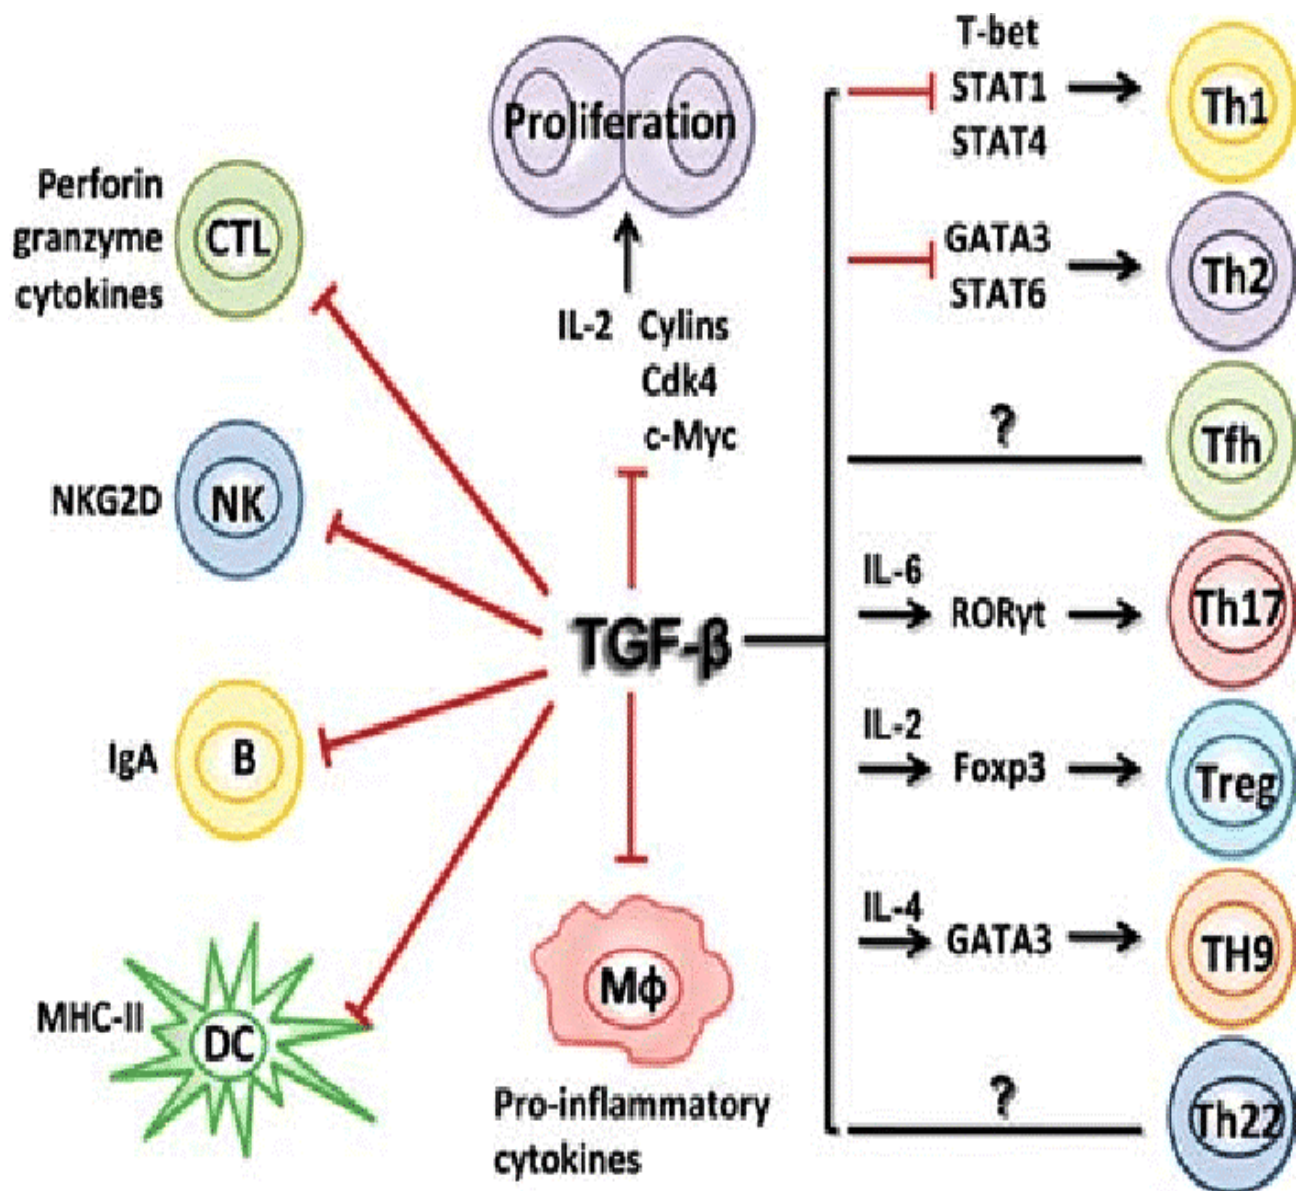 Perforin
granzyme
cytokines
CTL
NKG2D
NK
IgA
B
MHC-II
DC
Proliferation
IL-2 Cylins
Cdk4
c-Myc
TGF-β
Mϕ
Pro-inflammatory
cytokines
T-bet
STAT1
STAT4
Th1
GATA3
STAT6
Th2
?
Tfh
IL-6
RORγt
Th17
IL-2
Foxp3
Treg
IL-4
GATA3
TH9
?
Th22